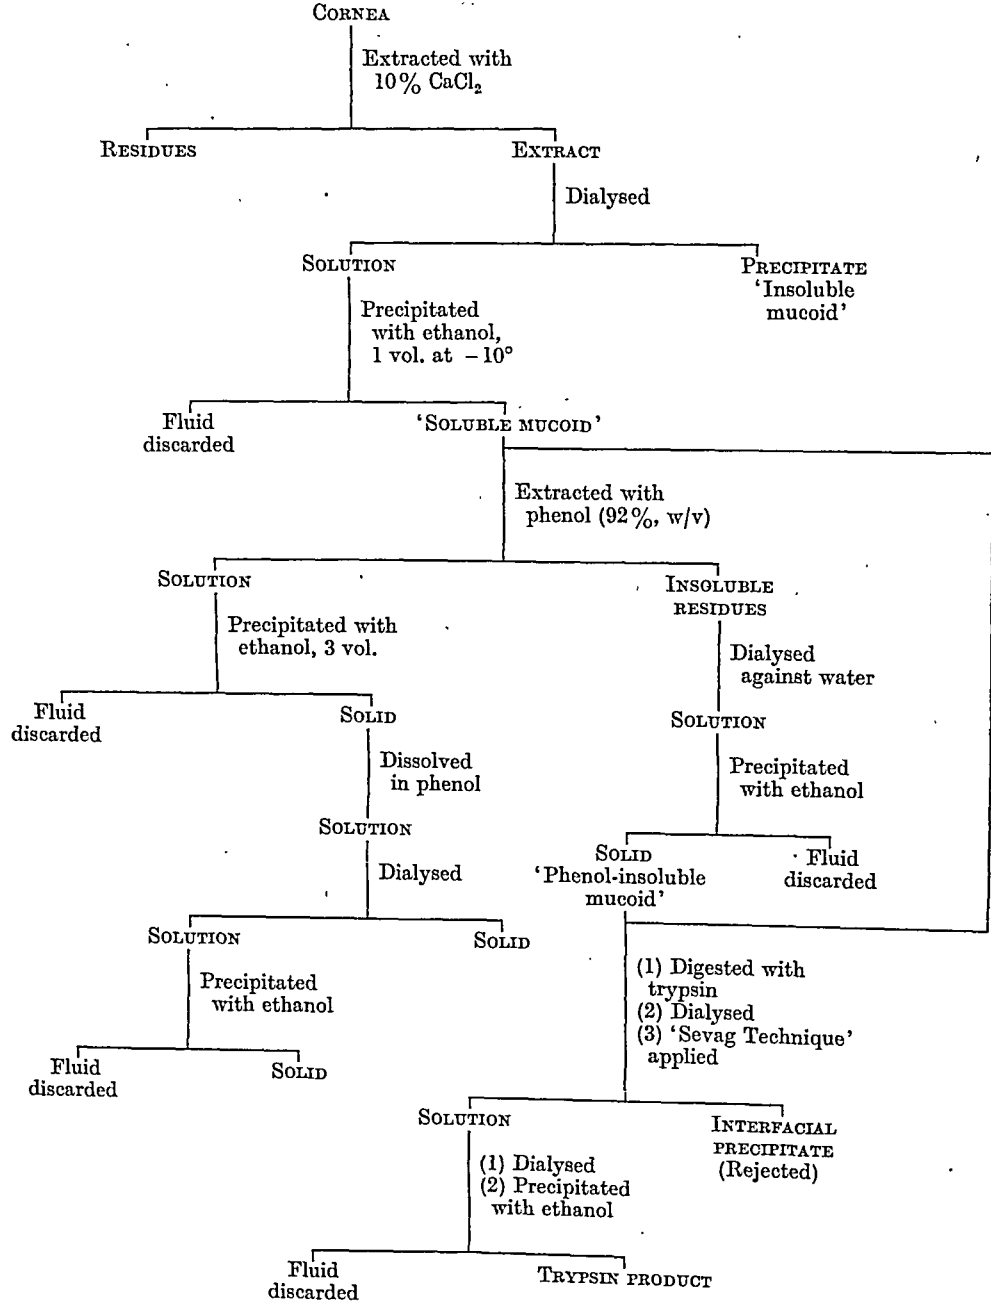 CORNEA
Extracted with
10% CaCl₂
RESIDUES
EXTRACT
Dialysed
SOLUTION
PRECIPITATE
'Insoluble
mucoid'
Precipitated
with ethanol,
1 vol. at −10°
Fluid
discarded
'SOLUBLE MUCOID'
Extracted with
phenol (92%, w/v)
SOLUTION
INSOLUBLE
RESIDUES
Precipitated with
ethanol, 3 vol.
Dialysed
against water
Fluid
discarded
SOLID
SOLUTION
Dissolved
in phenol
Precipitated
with ethanol
SOLUTION
SOLID
'Phenol-insoluble
mucoid'
Fluid
discarded
Dialysed
SOLUTION
SOLID
Precipitated
with ethanol
(1) Digested with
trypsin
(2) Dialysed
(3) 'Sevag Technique'
applied
Fluid
discarded
SOLID
SOLUTION
INTERFACIAL
PRECIPITATE
(Rejected)
(1) Dialysed
(2) Precipitated
with ethanol
Fluid
discarded
TRYPSIN PRODUCT